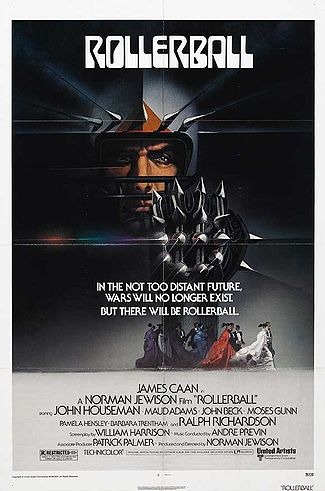 ROLLERBALL
IN THE NOT TOO DISTANT FUTURE,
WARS WILL NO LONGER EXIST.
BUT THERE WILL BE ROLLERBALL.
JAMES CAAN in
A NORMAN JEWISON Film "ROLLERBALL"
starring JOHN HOUSEMAN · MAUD ADAMS · JOHN BECK · MOSES GUNN
PAMELA HENSLEY · BARBARA TRENTHAM and RALPH RICHARDSON
Screenplay by WILLIAM HARRISON · Music Conducted by ANDRE PREVIN
Associate Producer PATRICK PALMER · Produced and Directed by NORMAN JEWISON
R RESTRICTED
TECHNICOLOR®
United Artists
"ROLLERBALL"